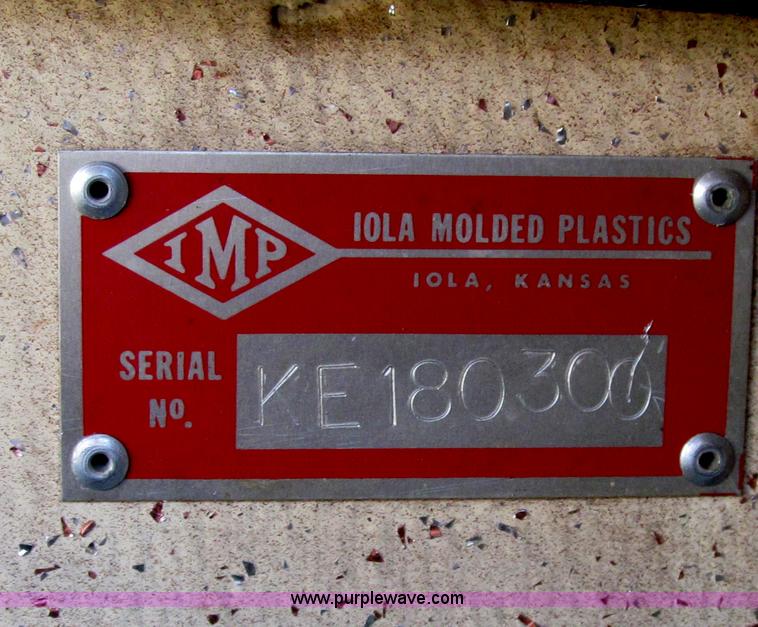 IMP
IOLA MOLDED PLASTICS
IOLA, KANSAS
SERIAL
No.
KE180300
www.purplewave.com